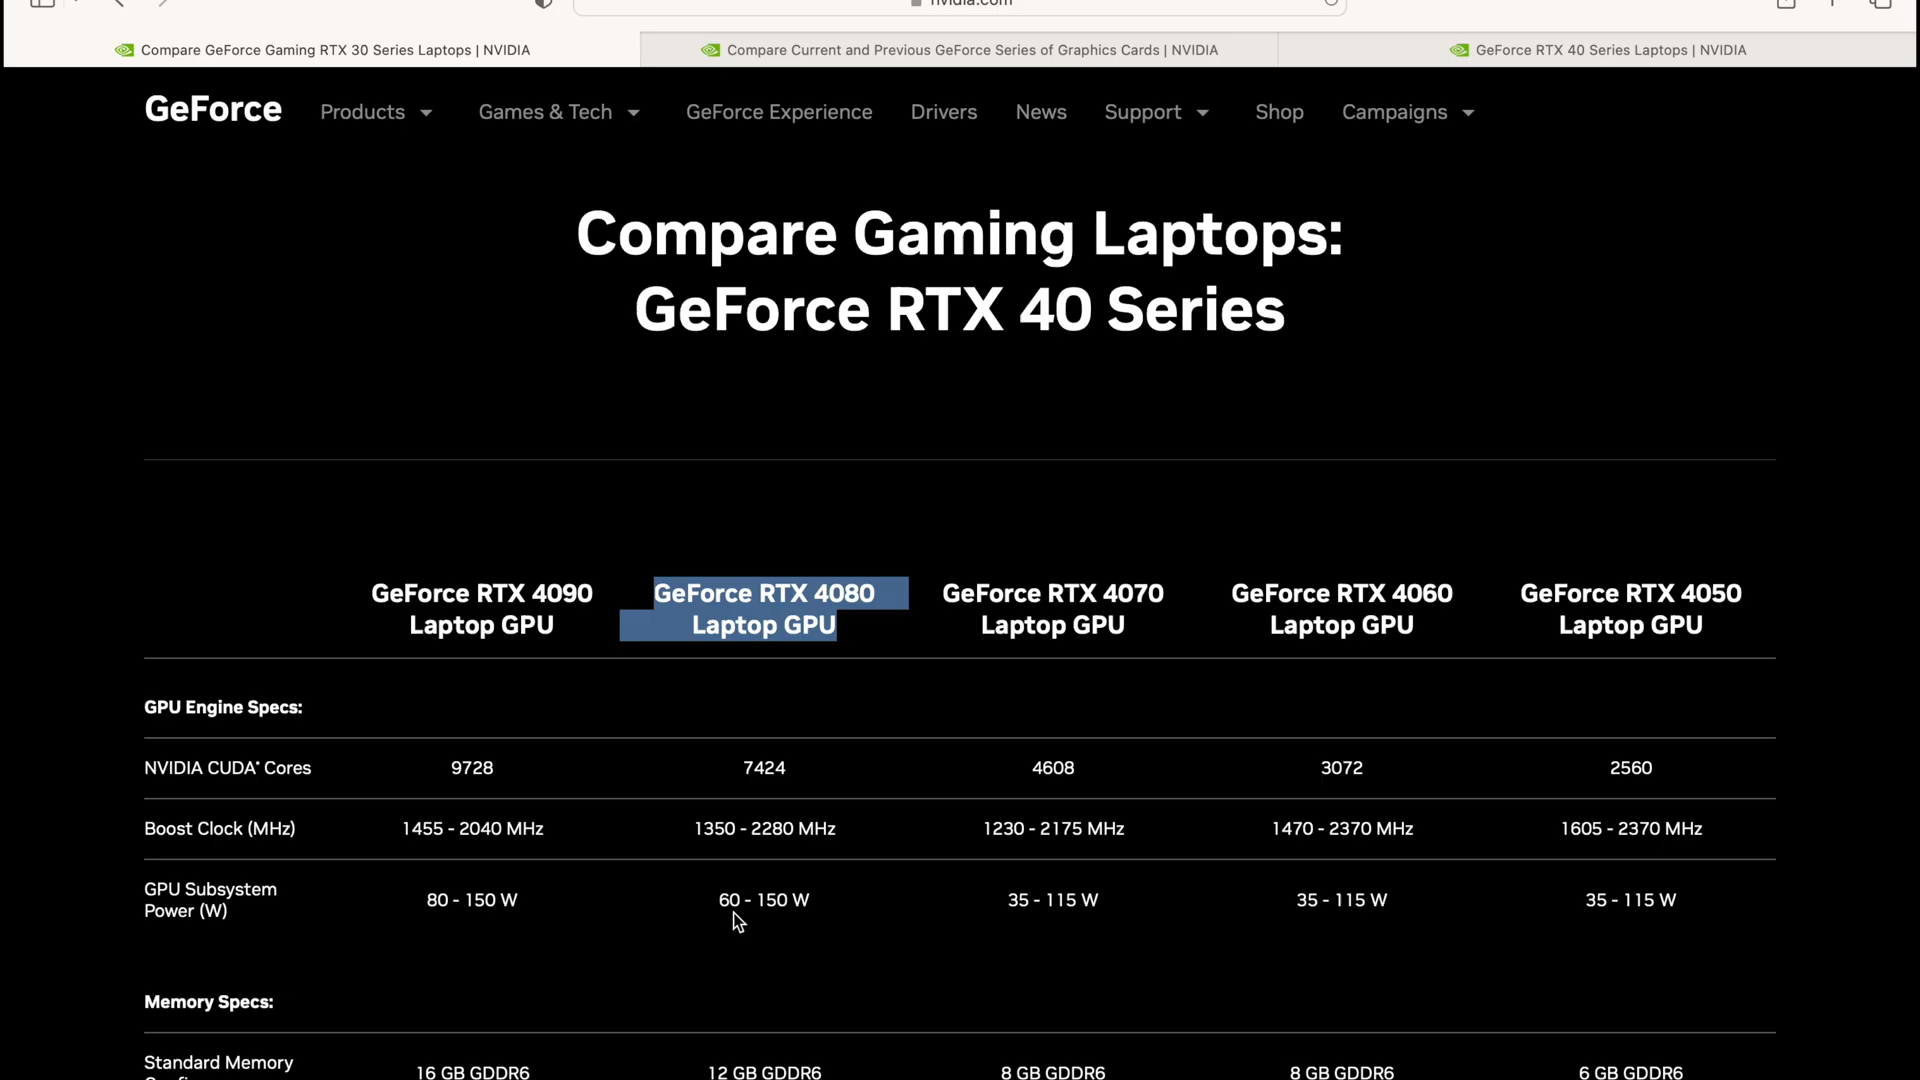 nvidia.com
Compare GeForce Gaming RTX 30 Series Laptops | NVIDIA
Compare Current and Previous GeForce Series of Graphics Cards | NVIDIA
GeForce RTX 40 Series Laptops | NVIDIA
GeForce Products Games & Tech GeForce Experience Drivers News Support Shop Campaigns
Compare Gaming Laptops:
GeForce RTX 40 Series
GeForce RTX 4090 GeForce RTX 4080 GeForce RTX 4070 GeForce RTX 4060 GeForce RTX 4050
Laptop GPU Laptop GPU Laptop GPU Laptop GPU Laptop GPU
GPU Engine Specs:
NVIDIA CUDA® Cores 9728 7424 4608 3072 2560
Boost Clock (MHz) 1455 - 2040 MHz 1350 - 2280 MHz 1230 - 2175 MHz 1470 - 2370 MHz 1605 - 2370 MHz
GPU Subsystem
Power (W) 80 - 150 W 60 - 150 W 35 - 115 W 35 - 115 W 35 - 115 W
Memory Specs:
Standard Memory
16 GB GDDR6 12 GB GDDR6 8 GB GDDR6 8 GB GDDR6 6 GB GDDR6